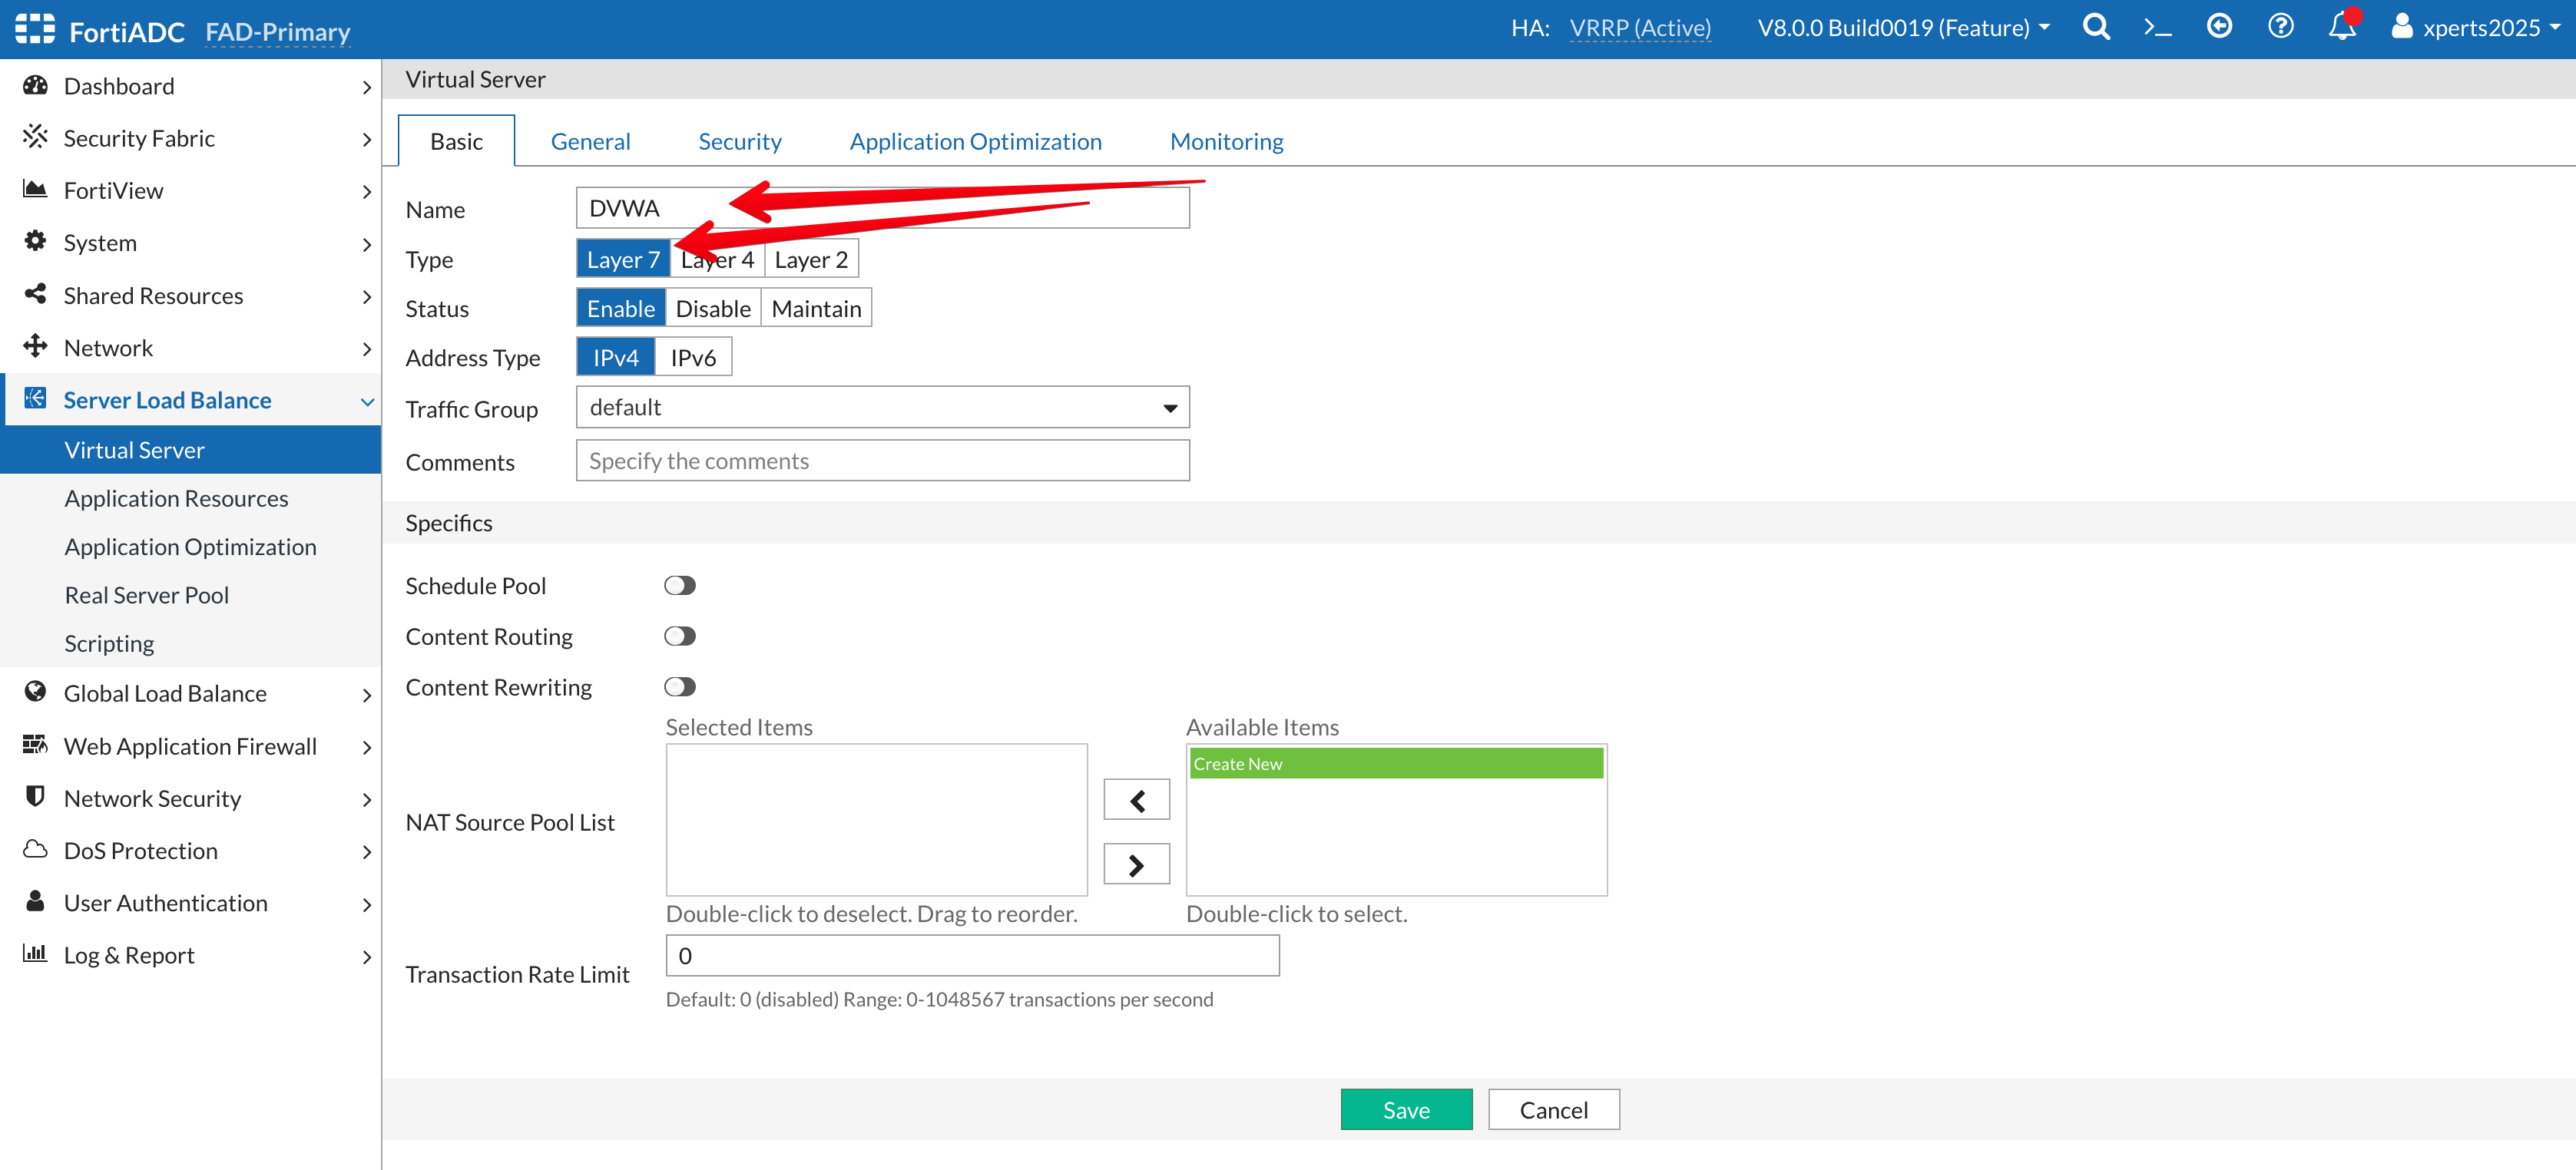 FortiADC FAD-Primary HA: VRRP (Active) V8.0.0 Build0019 (Feature) xperts2025
Dashboard
Security Fabric
FortiView
System
Shared Resources
Network
Server Load Balance
Virtual Server
Application Resources
Application Optimization
Real Server Pool
Scripting
Global Load Balance
Web Application Firewall
Network Security
DoS Protection
User Authentication
Log & Report
Virtual Server
Basic General Security Application Optimization Monitoring
Name DVWA
Type Layer 7 Layer 4 Layer 2
Status Enable Disable Maintain
Address Type IPv4 IPv6
Traffic Group default
Comments Specify the comments
Specifics
Schedule Pool
Content Routing
Content Rewriting
Selected Items Available Items
Create New
NAT Source Pool List
Double-click to deselect. Drag to reorder. Double-click to select.
Transaction Rate Limit 0
Default: 0 (disabled) Range: 0-1048567 transactions per second
Save Cancel